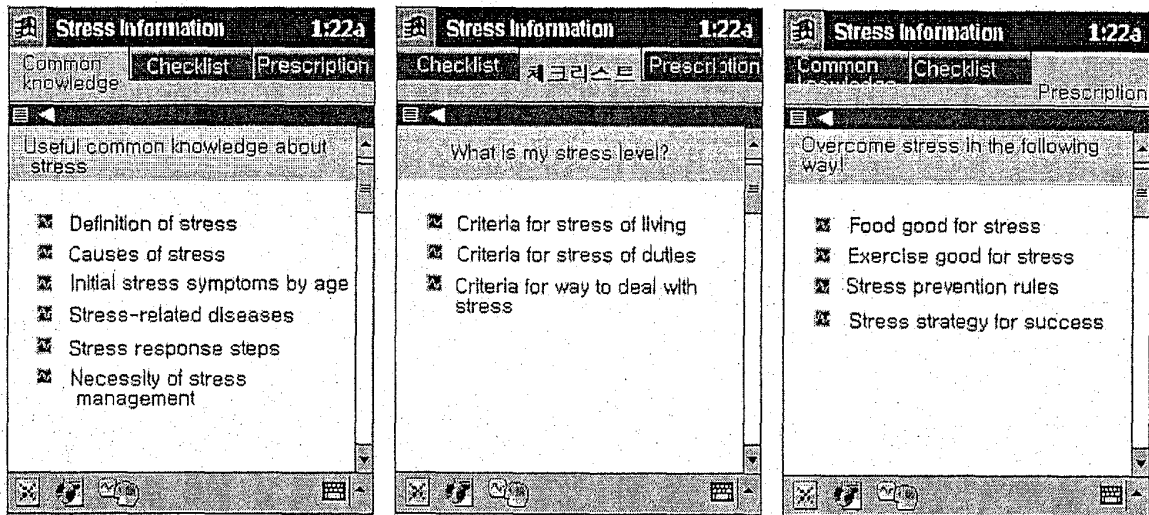 Stress Information 1:22a
Common Checklist Prescription
knowledge
Useful common knowledge about
stress
Definition of stress
Causes of stress
Initial stress symptoms by age
Stress-related diseases
Stress response steps
Necessity of stress
management
Stress Information 1:22a
Checklist 체크리스트 Prescription
What is my stress level?
Criteria for stress of living
Criteria for stress of duties
Criteria for way to deal with
stress
Stress Information 1:22a
Common Checklist
knowledge Prescription
Overcome stress in the following
way!
Food good for stress
Exercise good for stress
Stress prevention rules
Stress strategy for success